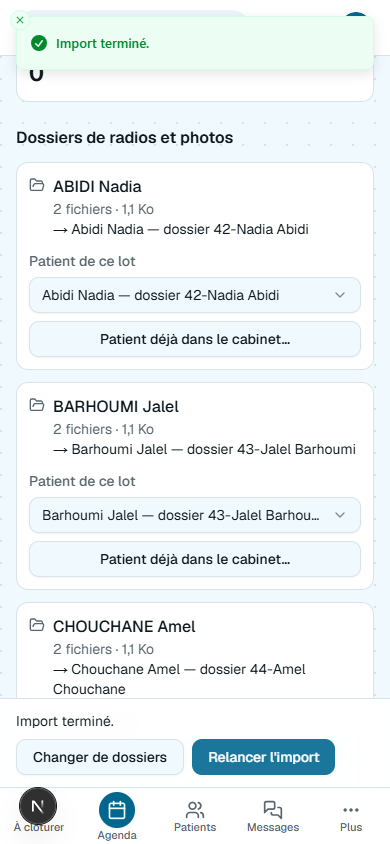 Import terminé.
0
Dossiers de radios et photos
ABIDI Nadia
2 fichiers · 1,1 Ko
→ Abidi Nadia — dossier 42-Nadia Abidi
Patient de ce lot
Abidi Nadia — dossier 42-Nadia Abidi
Patient déjà dans le cabinet...
BARHOUMI Jalel
2 fichiers · 1,1 Ko
→ Barhoumi Jalel — dossier 43-Jalel Barhoumi
Patient de ce lot
Barhoumi Jalel — dossier 43-Jalel Barhou...
Patient déjà dans le cabinet...
CHOUCHANE Amel
2 fichiers · 1,1 Ko
→ Chouchane Amel — dossier 44-Amel
Chouchane
Import terminé.
Changer de dossiers
Relancer l'import
N
À clôturer
Agenda
Patients
Messages
Plus